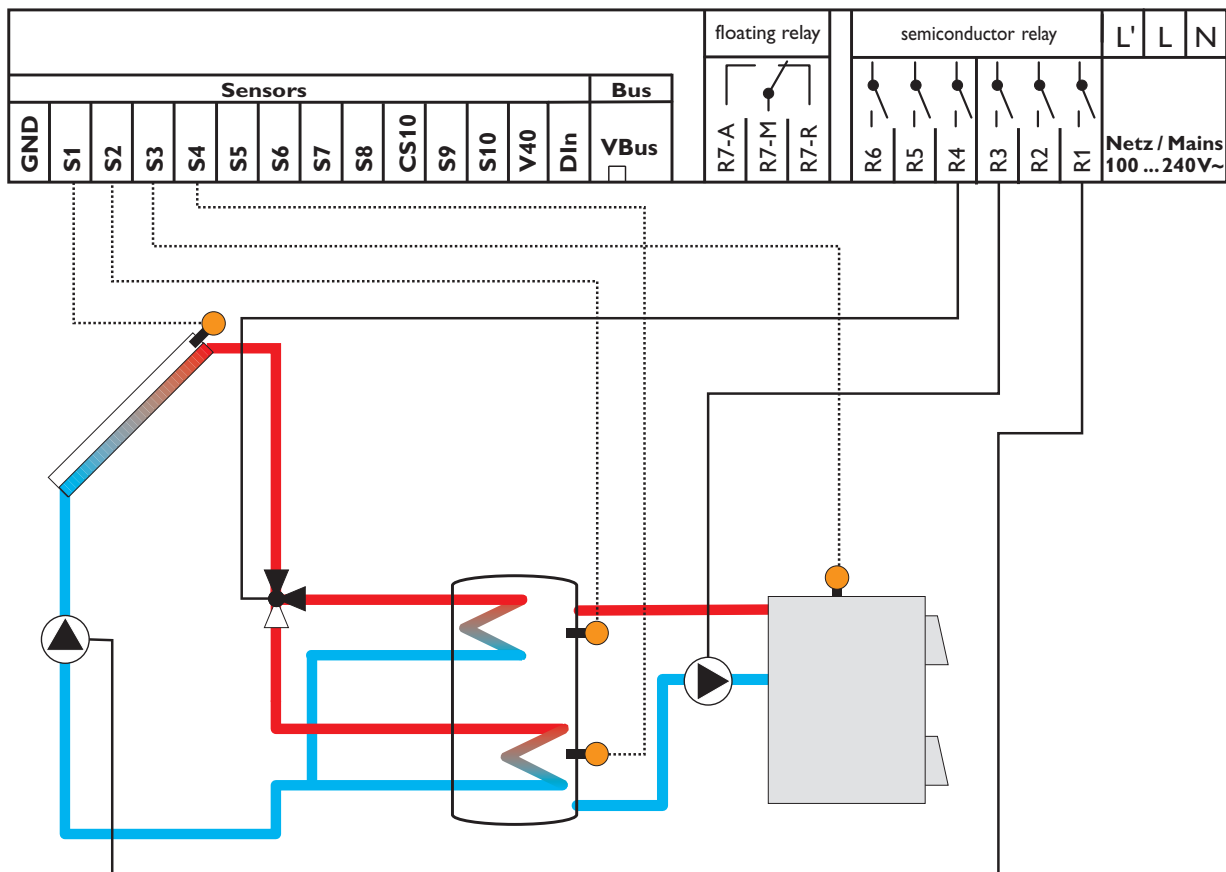 floating relay
semiconductor relay
L' L N
Sensors
Bus
GND
S1
S2
S3
S4
S5
S6
S7
S8
CS10
S9
S10
V40
DIn
VBus
R7-A
R7-M
R7-R
R6
R5
R4
R3
R2
R1
Netz / Mains
100 ... 240 V~